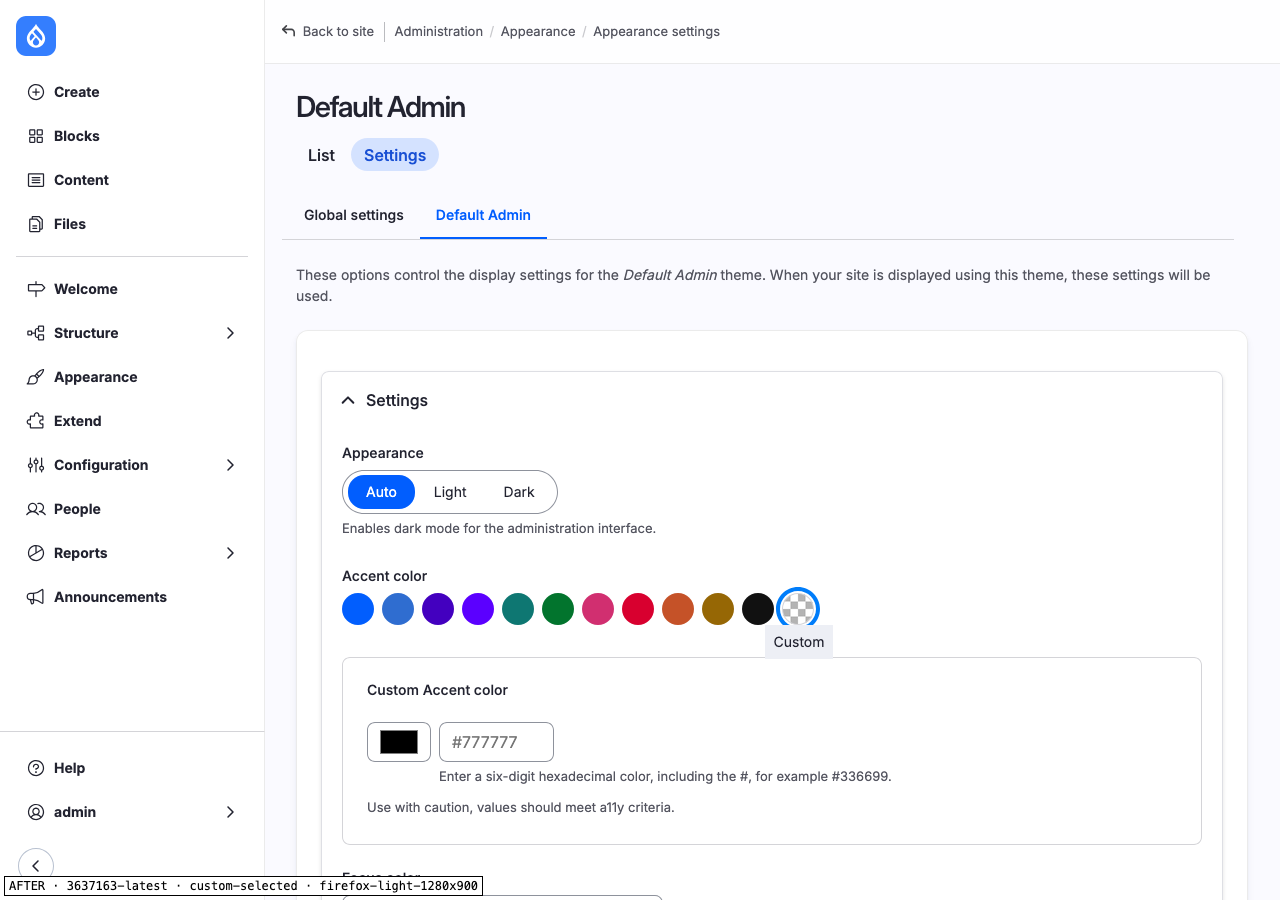 Back to site
Administration / Appearance / Appearance settings
Create
Blocks
Content
Files
Welcome
Structure
Appearance
Extend
Configuration
People
Reports
Announcements
Help
admin
Default Admin
List
Settings
Global settings
Default Admin
These options control the display settings for the Default Admin theme. When your site is displayed using this theme, these settings will be
used.
Settings
Appearance
Auto
Light
Dark
Enables dark mode for the administration interface.
Accent color
Custom
Custom Accent color
#777777
Enter a six-digit hexadecimal color, including the #, for example #336699.
Use with caution, values should meet a11y criteria.
Focus color
AFTER · 3637163-latest · custom-selected · firefox-light-1280x900